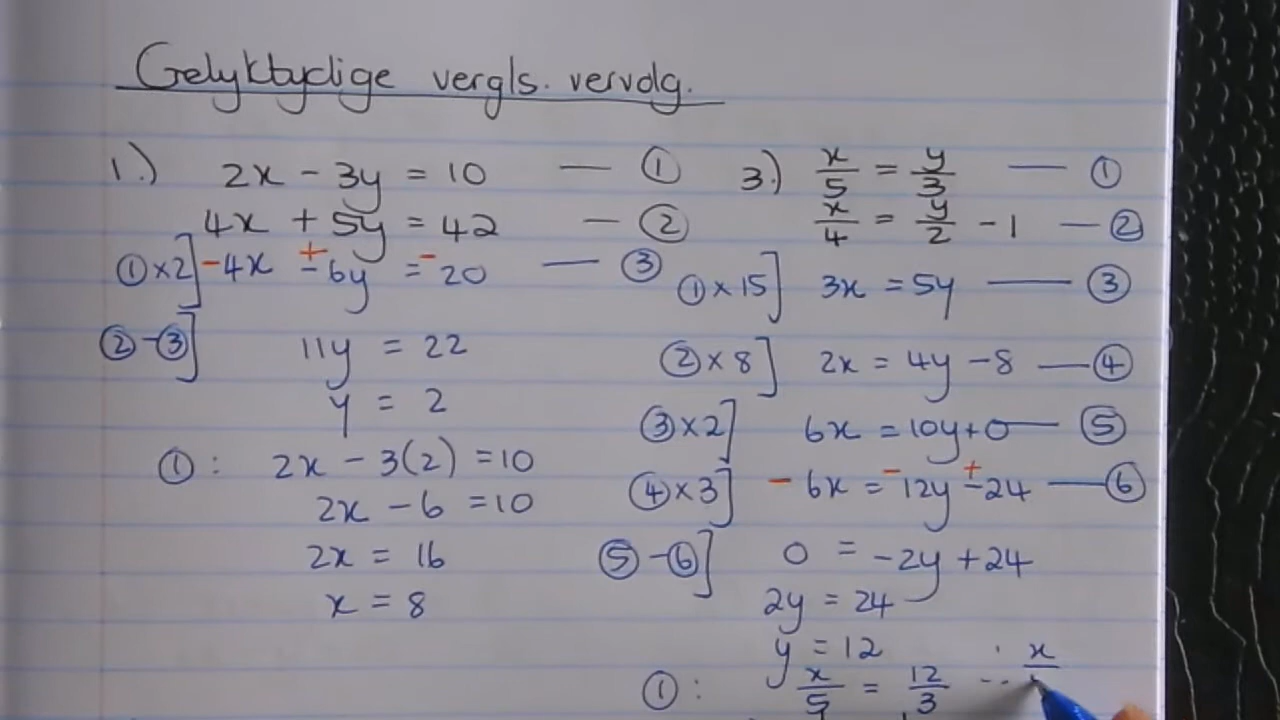 Gelyktydige vergls. vervolg.
1.) 2x - 3y = 10 — ①
4x + 5y = 42 — ②
①×2] - 4x +- 6y = - 20 — ③
②-③] 11y = 22
y = 2
①: 2x - 3(2) = 10
2x - 6 = 10
2x = 16
x = 8
3.) x/5 = y/3 — ①
x/4 = y/2 - 1 — ②
①×15] 3x = 5y — ③
②×8] 2x = 4y - 8 — ④
③×2] 6x = 10y + 0 — ⑤
④×3] - 6x = - 12y +- 24 — ⑥
⑤-⑥] 0 = -2y + 24
2y = 24
y = 12
①: x/5 = 12/3 ∴ x